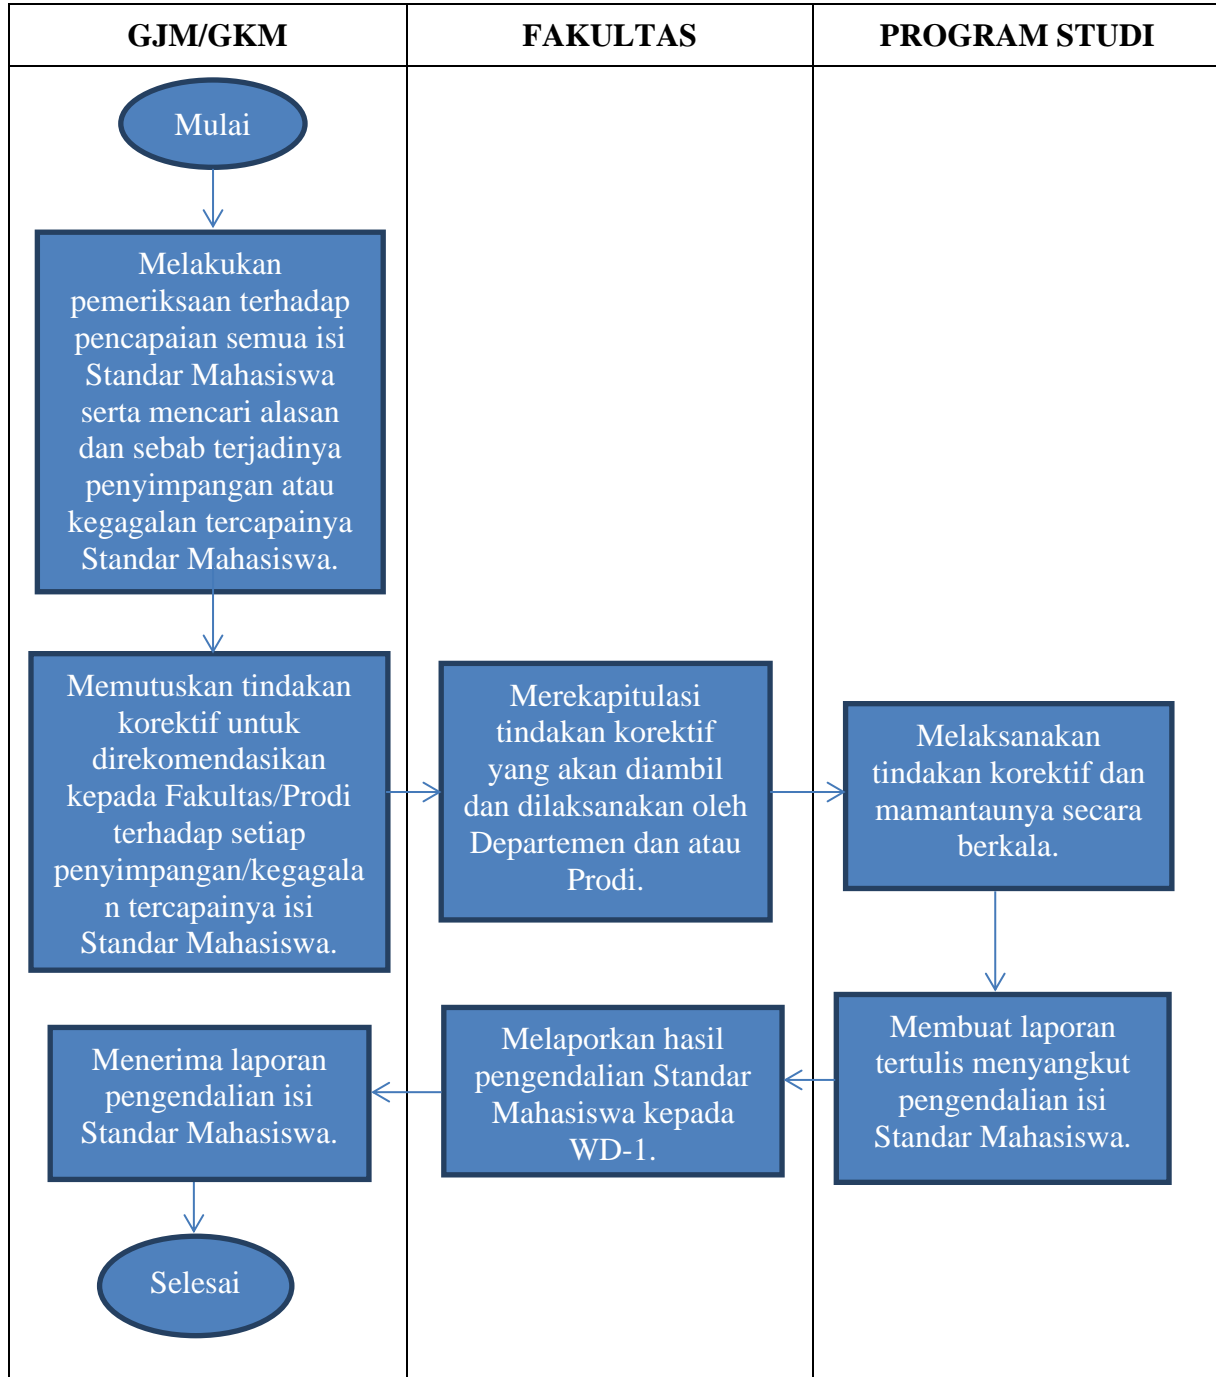 GJM/GKM
FAKULTAS
PROGRAM STUDI
Mulai
Melakukan
pemeriksaan terhadap
pencapaian semua isi
Standar Mahasiswa
serta mencari alasan
dan sebab terjadinya
penyimpangan atau
kegagalan tercapainya
Standar Mahasiswa.
Memutuskan tindakan
korektif untuk
direkomendasikan
kepada Fakultas/Prodi
terhadap setiap
penyimpangan/kegagala
n tercapainya isi
Standar Mahasiswa.
Merekapitulasi
tindakan korektif
yang akan diambil
dan dilaksanakan oleh
Departemen dan atau
Prodi.
Melaksanakan
tindakan korektif dan
mamantaunya secara
berkala.
Membuat laporan
tertulis menyangkut
pengendalian isi
Standar Mahasiswa.
Melaporkan hasil
pengendalian Standar
Mahasiswa kepada
WD-1.
Menerima laporan
pengendalian isi
Standar Mahasiswa.
Selesai